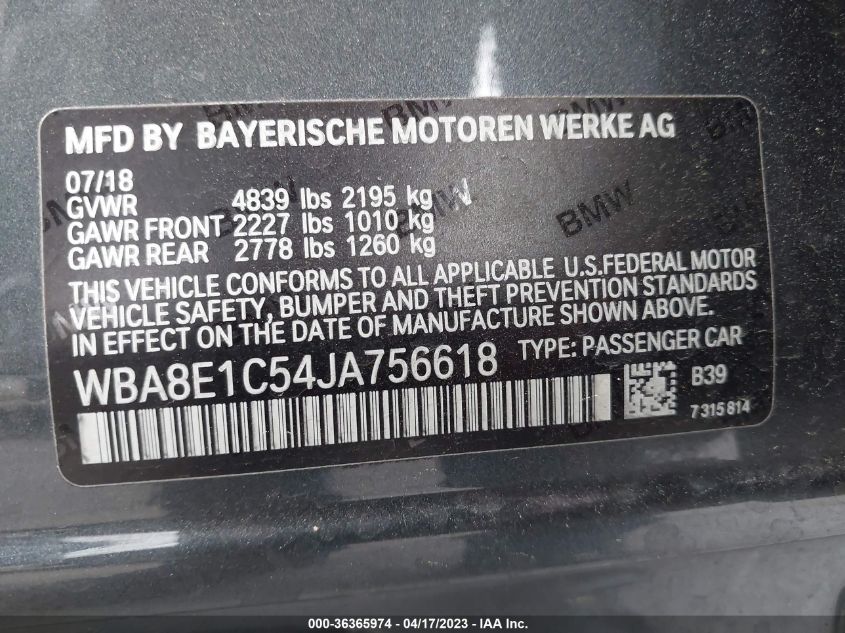 MFD BY BAYERISCHE MOTOREN WERKE AG
07/18
GVWR 4839 lbs 2195 kg
GAWR FRONT 2227 lbs 1010 kg
GAWR REAR 2778 lbs 1260 kg
THIS VEHICLE CONFORMS TO ALL APPLICABLE U.S.FEDERAL MOTOR
VEHICLE SAFETY, BUMPER AND THEFT PREVENTION STANDARDS
IN EFFECT ON THE DATE OF MANUFACTURE SHOWN ABOVE.
WBA8E1C54JA756618 TYPE: PASSENGER CAR
B39
7315814
BMW
BMW
BMW
000-36365974 / 04/17/2023 - IAA Inc.